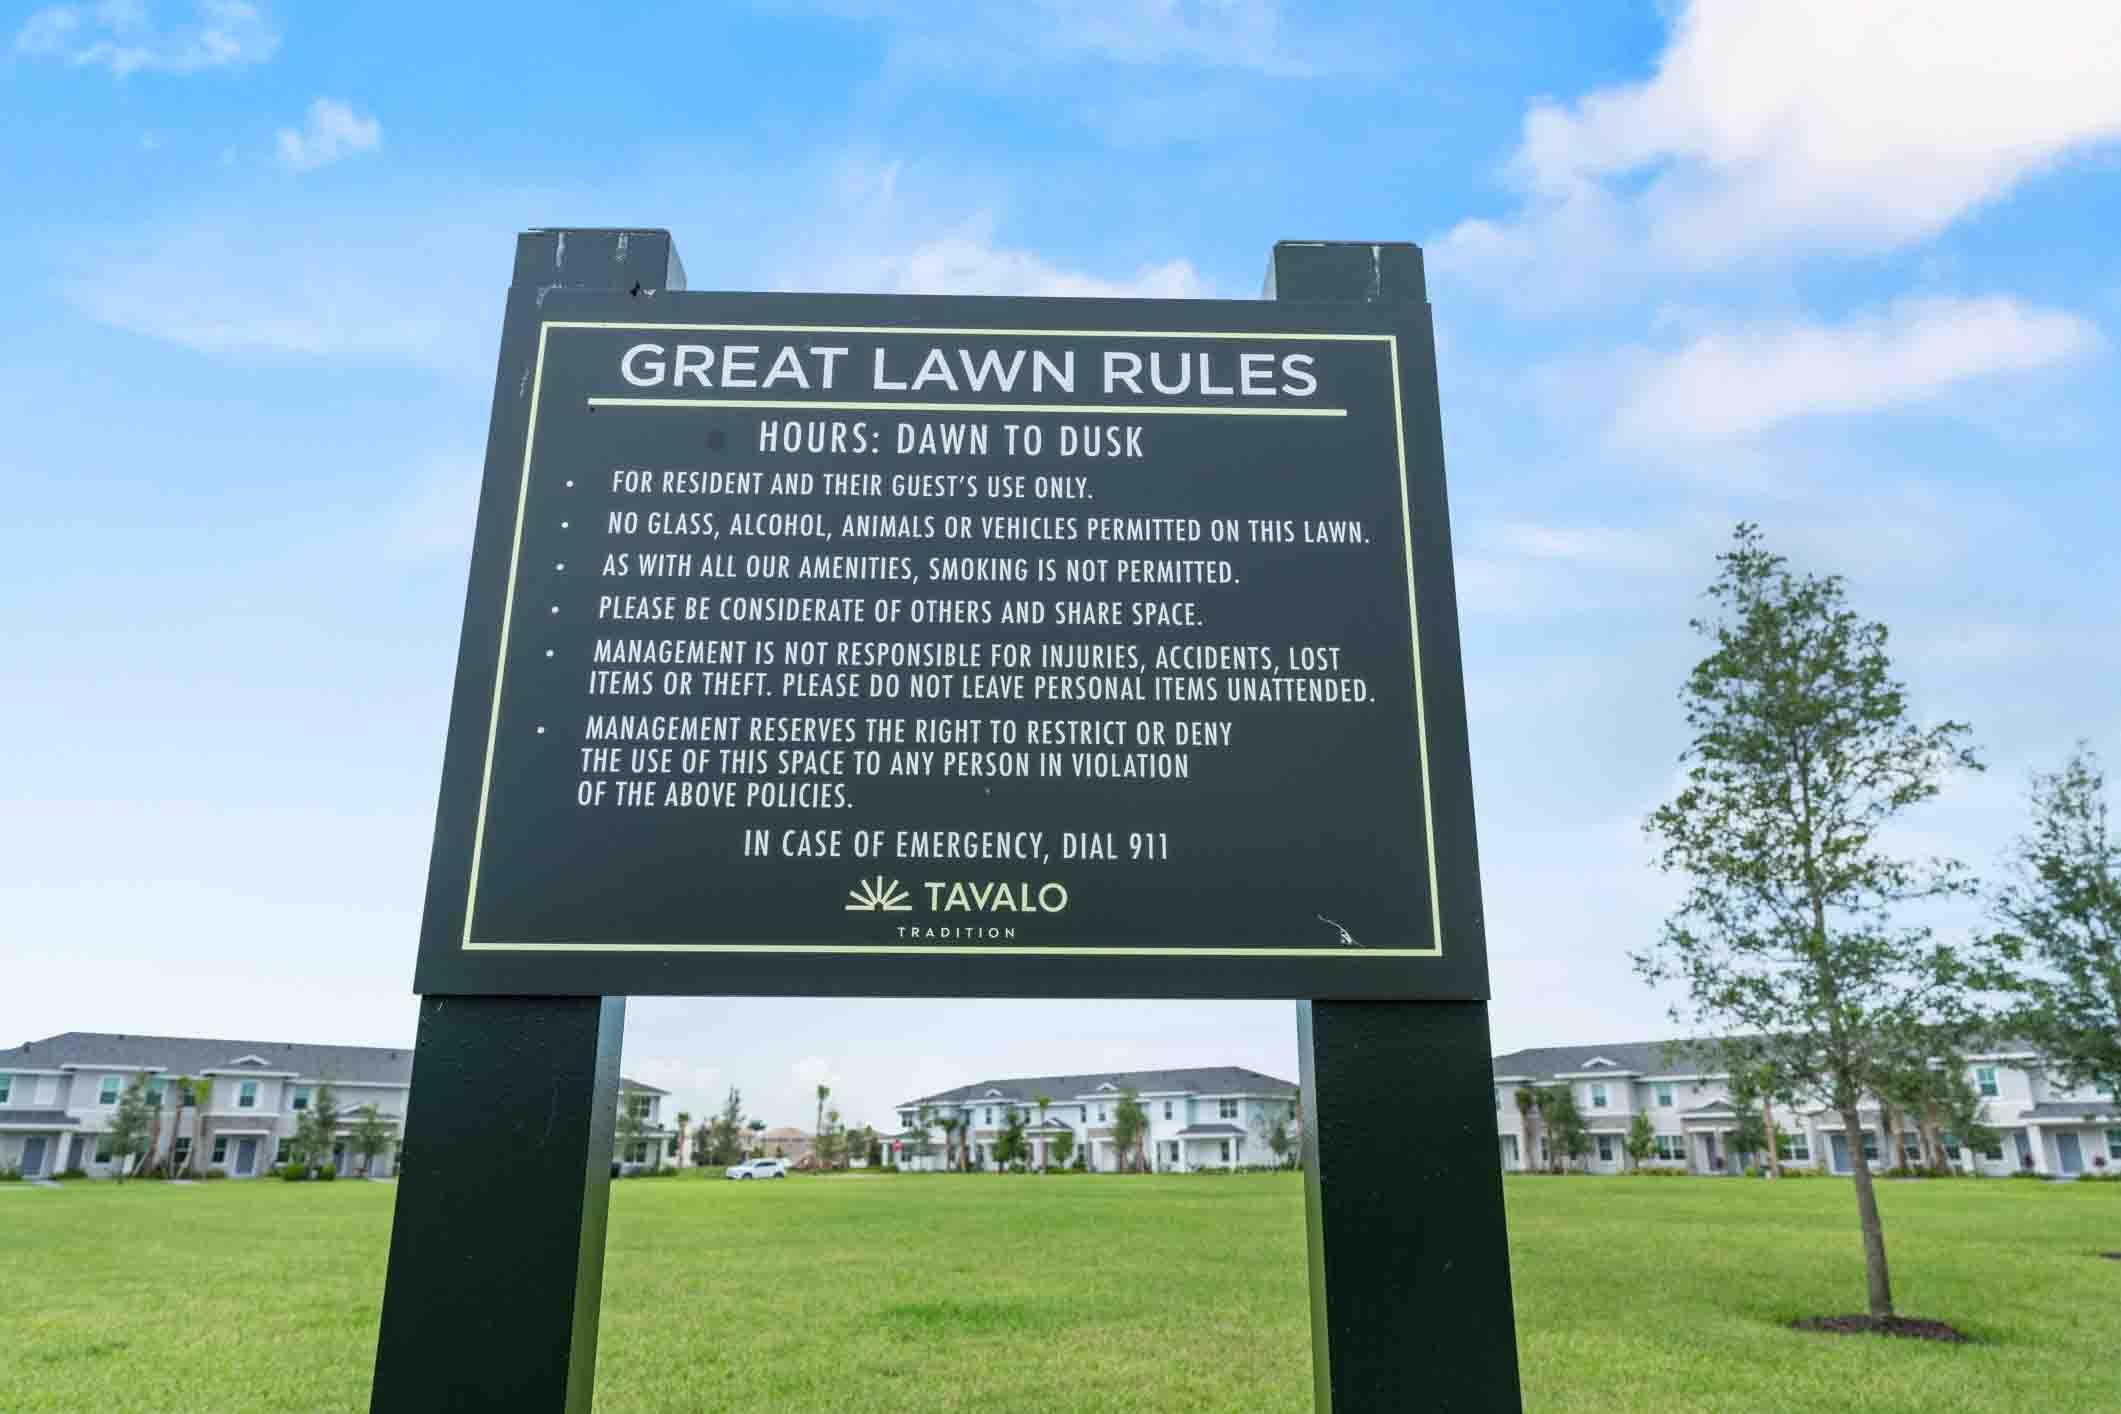 GREAT LAWN RULES
HOURS: DAWN TO DUSK
• FOR RESIDENT AND THEIR GUEST'S USE ONLY.
• NO GLASS, ALCOHOL, ANIMALS OR VEHICLES PERMITTED ON THIS LAWN.
• AS WITH ALL OUR AMENITIES, SMOKING IS NOT PERMITTED.
• PLEASE BE CONSIDERATE OF OTHERS AND SHARE SPACE.
• MANAGEMENT IS NOT RESPONSIBLE FOR INJURIES, ACCIDENTS, LOST
ITEMS OR THEFT. PLEASE DO NOT LEAVE PERSONAL ITEMS UNATTENDED.
• MANAGEMENT RESERVES THE RIGHT TO RESTRICT OR DENY
THE USE OF THIS SPACE TO ANY PERSON IN VIOLATION
OF THE ABOVE POLICIES.
IN CASE OF EMERGENCY, DIAL 911
TAVALO
TRADITION